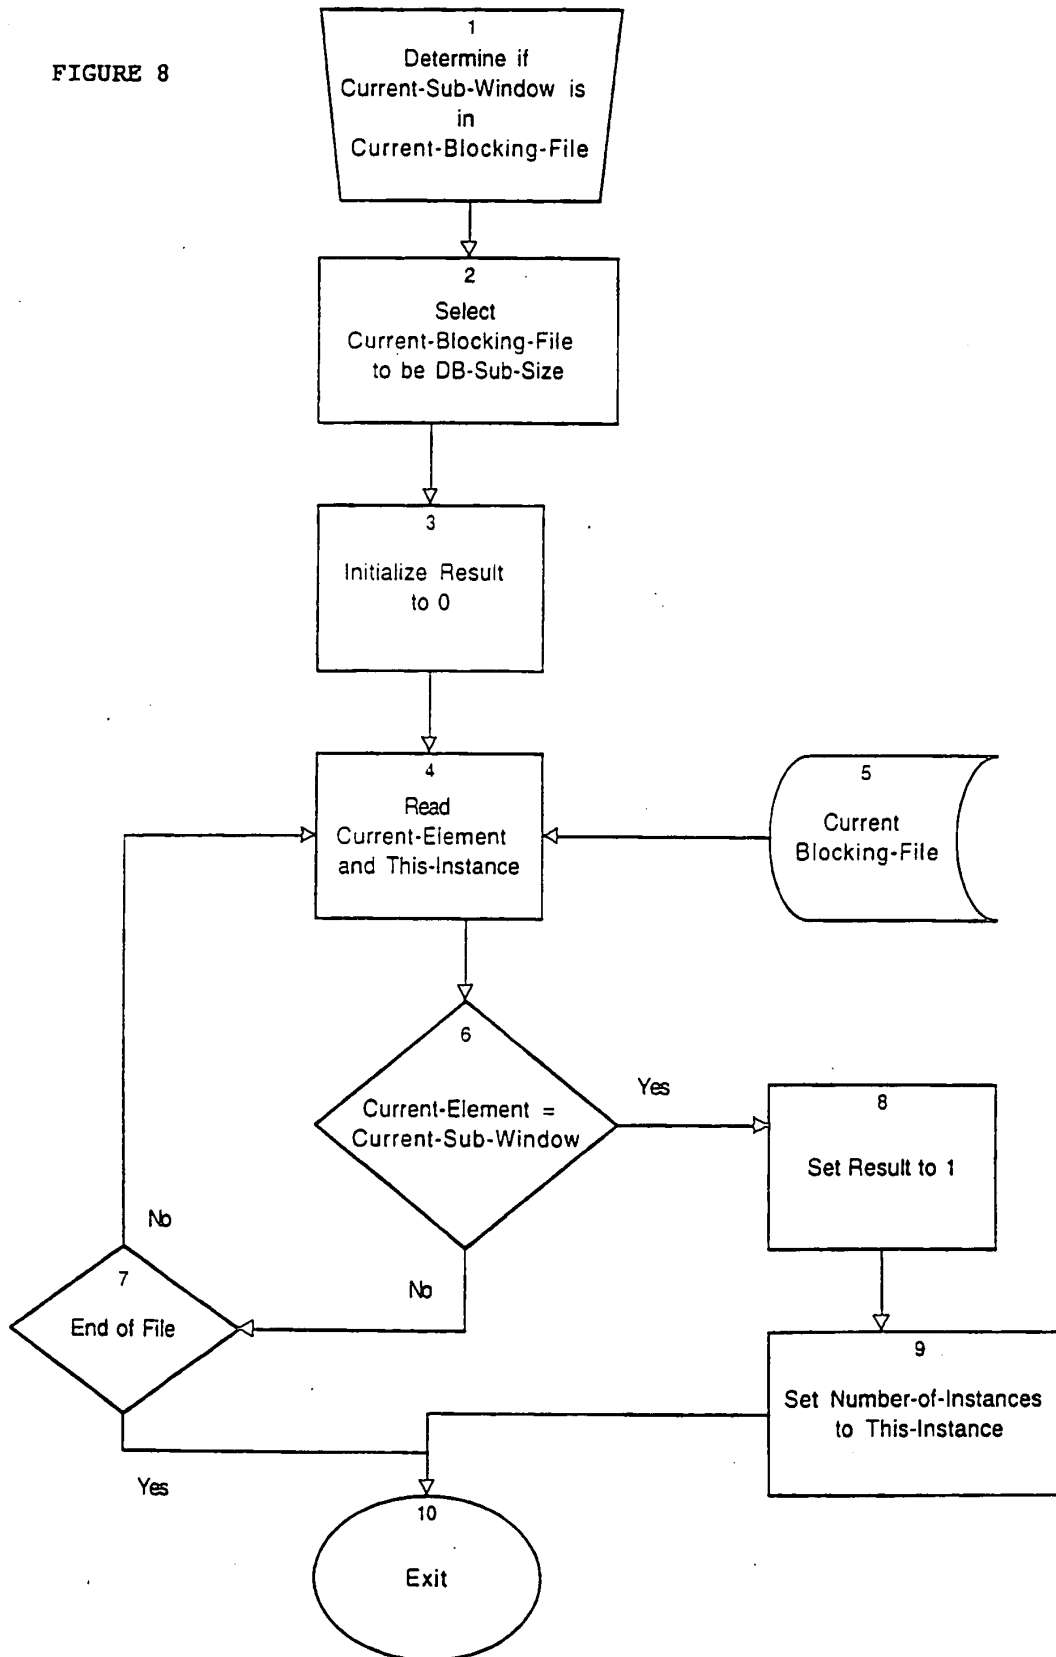 FIGURE 8
1
Determine if
Current-Sub-Window is
in
Current-Blocking-File
2
Select
Current-Blocking-File
to be DB-Sub-Size
3
Initialize Result
to 0
4
Read
Current-Element
and This-Instance
5
Current
Blocking-File
6
Current-Element =
Current-Sub-Window
Yes
8
Set Result to 1
No
7
End of File
No
9
Set Number-of-Instances
to This-Instance
Yes
10
Exit